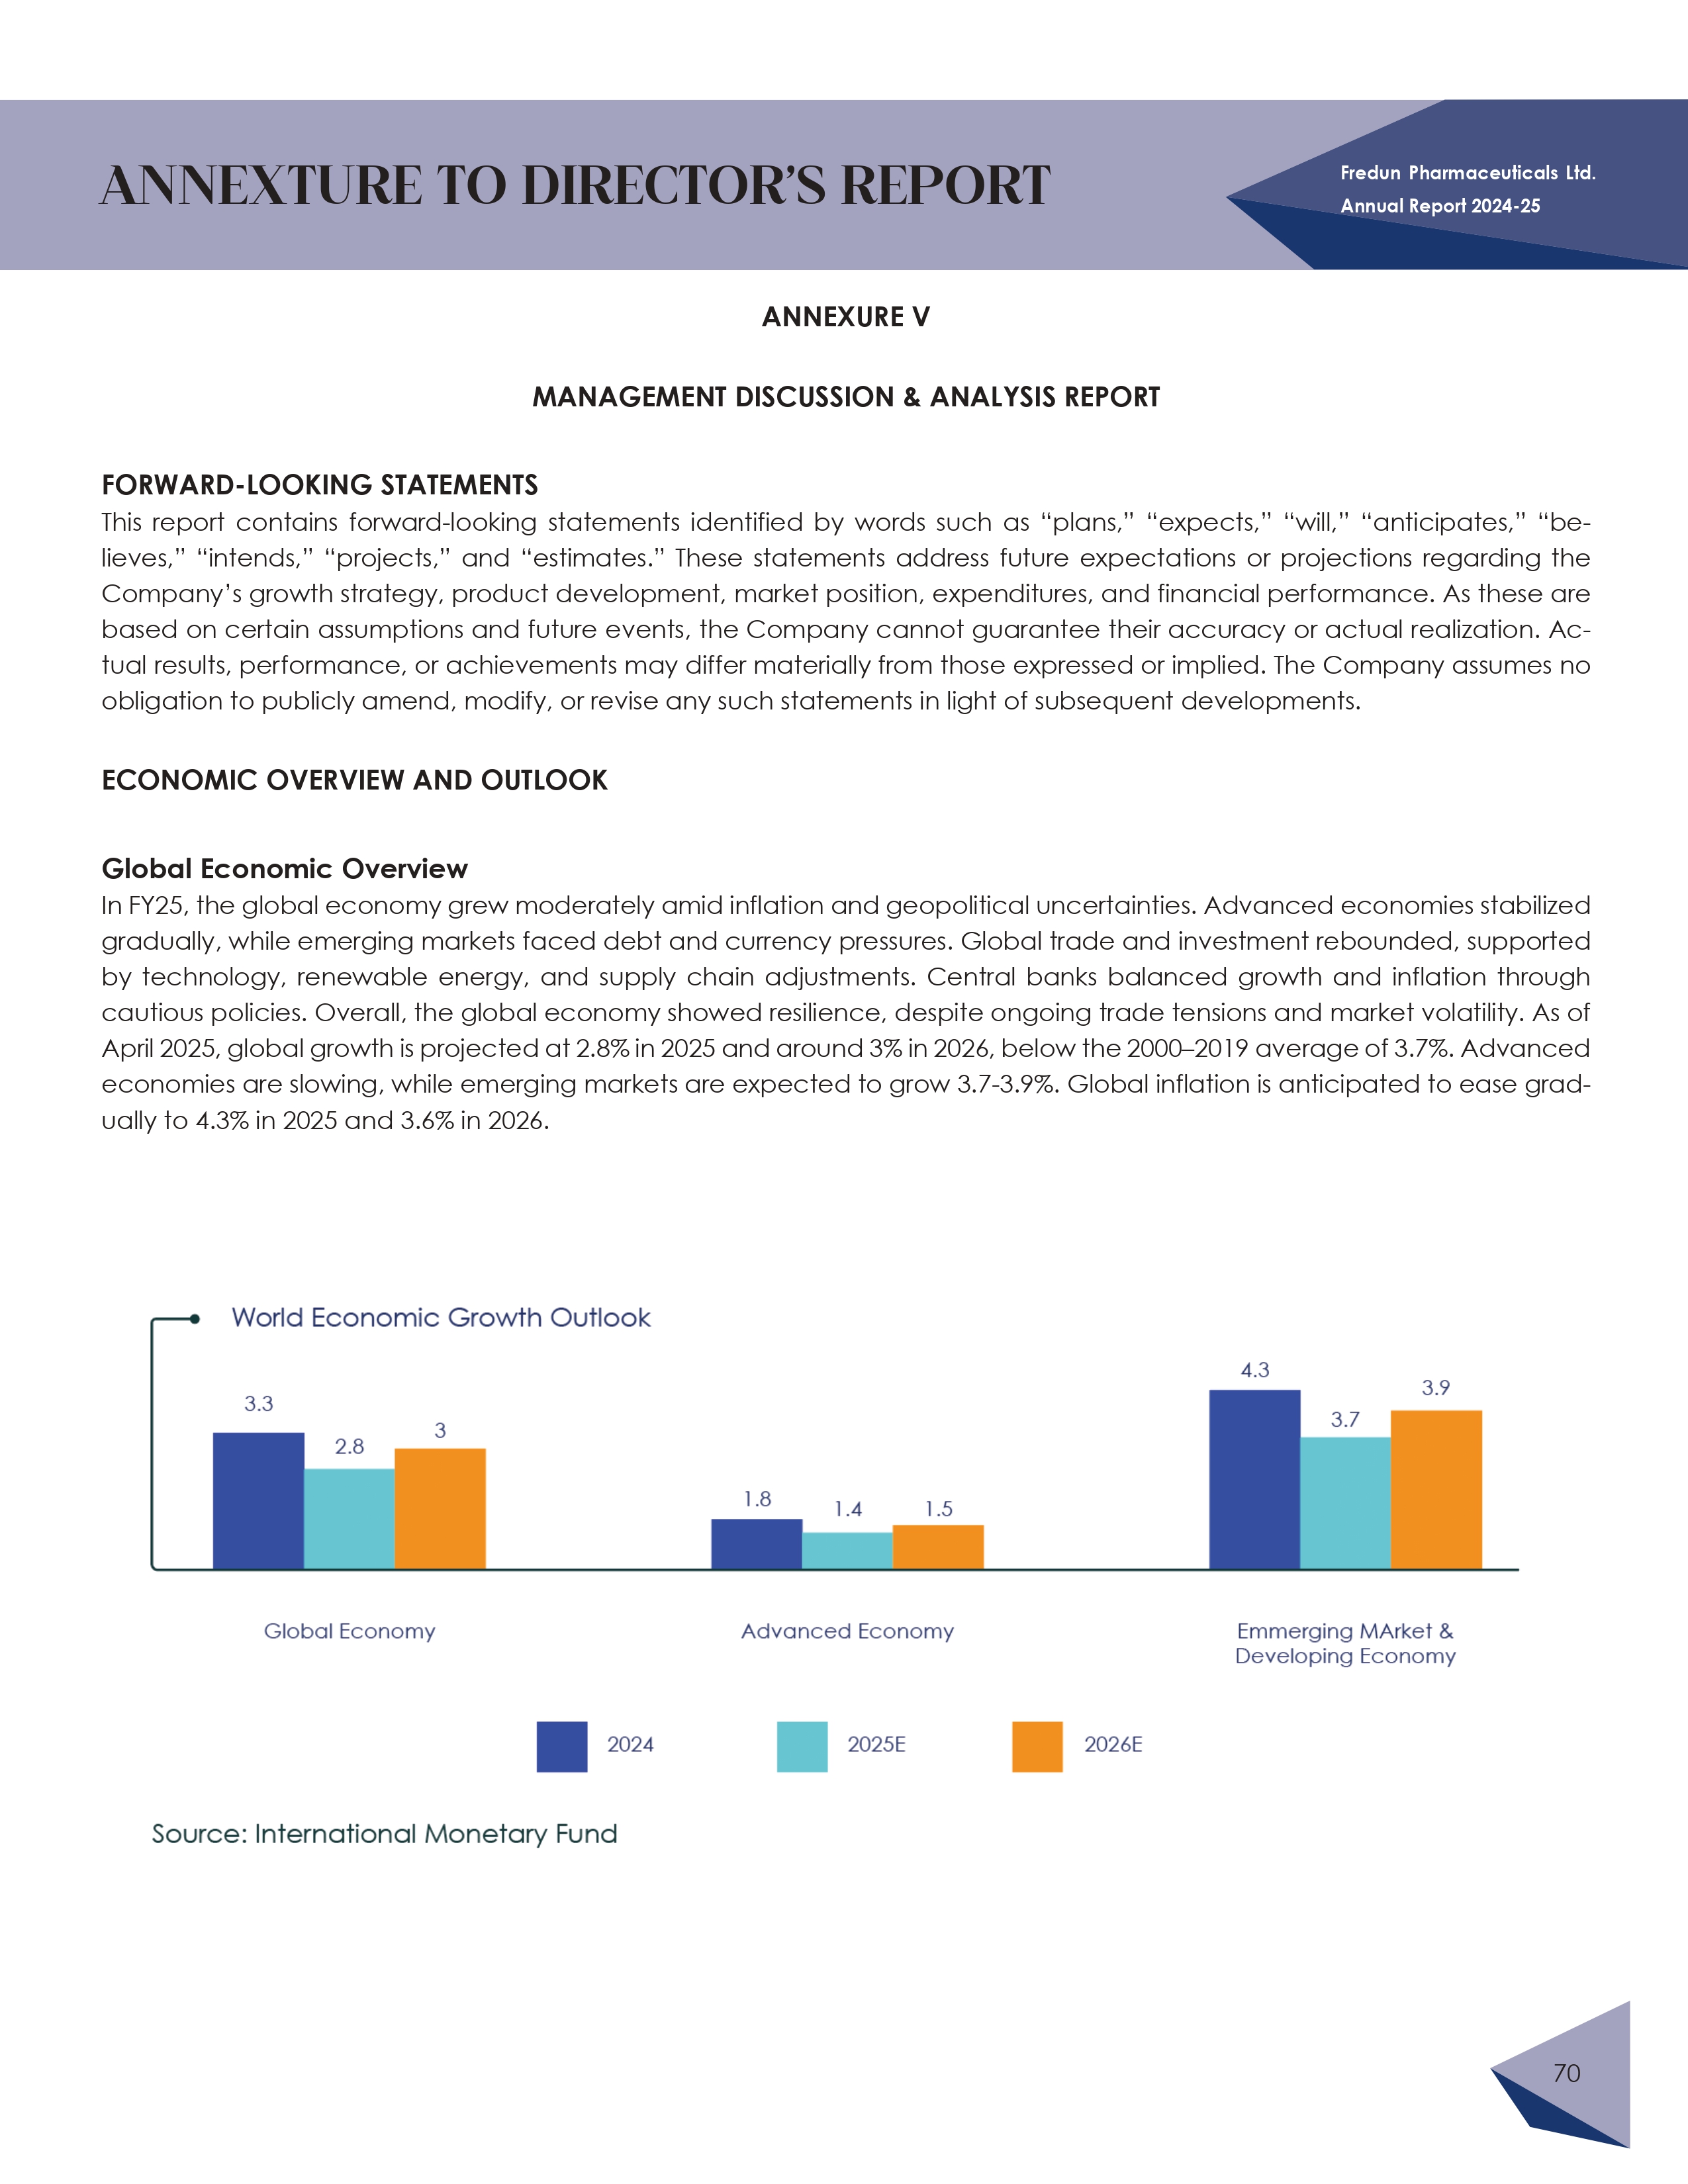 ANNEXTURE TO DIRECTOR’S REPORT
Fredun Pharmaceuticals Ltd.
Annual Report 2024-25
ANNEXURE V
MANAGEMENT DISCUSSION & ANALYSIS REPORT
FORWARD-LOOKING STATEMENTS
This report contains forward-looking statements identified by words such as “plans,” “expects,” “will,” “anticipates,” “be-
lieves,” “intends,” “projects,” and “estimates.” These statements address future expectations or projections regarding the
Company’s growth strategy, product development, market position, expenditures, and financial performance. As these are
based on certain assumptions and future events, the Company cannot guarantee their accuracy or actual realization. Ac-
tual results, performance, or achievements may differ materially from those expressed or implied. The Company assumes no
obligation to publicly amend, modify, or revise any such statements in light of subsequent developments.
ECONOMIC OVERVIEW AND OUTLOOK
Global Economic Overview
In FY25, the global economy grew moderately amid inflation and geopolitical uncertainties. Advanced economies stabilized
gradually, while emerging markets faced debt and currency pressures. Global trade and investment rebounded, supported
by technology, renewable energy, and supply chain adjustments. Central banks balanced growth and inflation through
cautious policies. Overall, the global economy showed resilience, despite ongoing trade tensions and market volatility. As of
April 2025, global growth is projected at 2.8% in 2025 and around 3% in 2026, below the 2000–2019 average of 3.7%. Advanced
economies are slowing, while emerging markets are expected to grow 3.7-3.9%. Global inflation is anticipated to ease grad-
ually to 4.3% in 2025 and 3.6% in 2026.
World Economic Growth Outlook
3.3
2.8
3
1.8
1.4
1.5
4.3
3.7
3.9
Global Economy
Advanced Economy
Emmerging MArket &
Developing Economy
2024
2025E
2026E
Source: International Monetary Fund
70